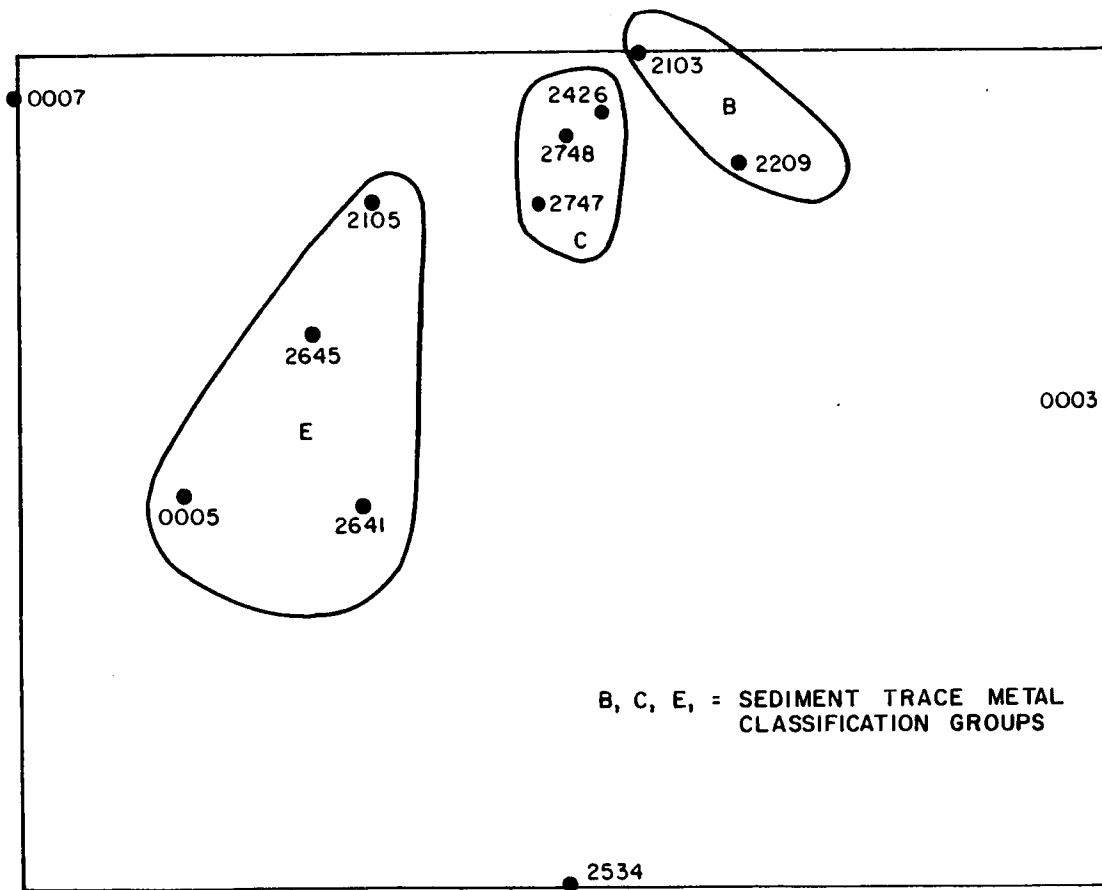 2103
0007
2426
B
2748
2209
2747
2105
C
2645
0003
E
0005
2641
B, C, E, = SEDIMENT TRACE METAL
CLASSIFICATION GROUPS
2534